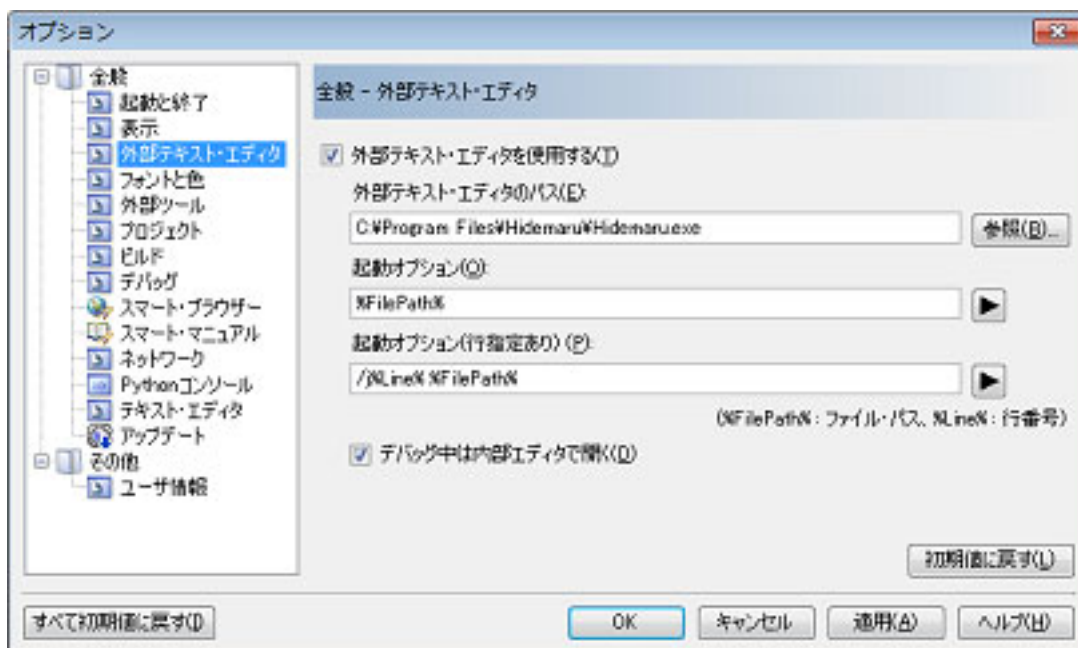 オプション
全般
起動と終了
表示
外部テキスト・エディタ
フォントと色
外部ツール
プロジェクト
ビルド
デバッグ
スマート・ブラウザー
スマート・マニュアル
ネットワーク
Pythonコンソール
テキスト・エディタ
アップデート
その他
ユーザ情報
全般 - 外部テキスト・エディタ
外部テキスト・エディタを使用する(T)
外部テキスト・エディタのパス(E):
C:¥Program Files¥Hidemaru¥Hidemaru.exe
参照(B)...
起動オプション(O):
%FilePath%
起動オプション(行指定あり) (P):
/j%Line% %FilePath%
(%FilePath% : ファイル・パス、%Line% : 行番号)
デバッグ中は内部エディタで開く(D)
初期値に戻す(L)
すべて初期値に戻す(I)
OK
キャンセル
適用(A)
ヘルプ(H)